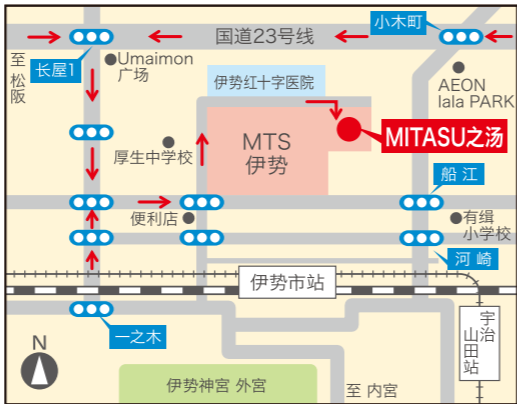 国道23号线
小木町
至 松阪
长屋1
Umaimon
广场
伊势红十字医院
AEON
lala PARK
MTS
伊势
MITASU之汤
厚生中学校
船 江
便利店
有缉
小学校
河 崎
伊势市站
宇治
山田站
一之木
N
伊势神宮 外宮
至 内宮